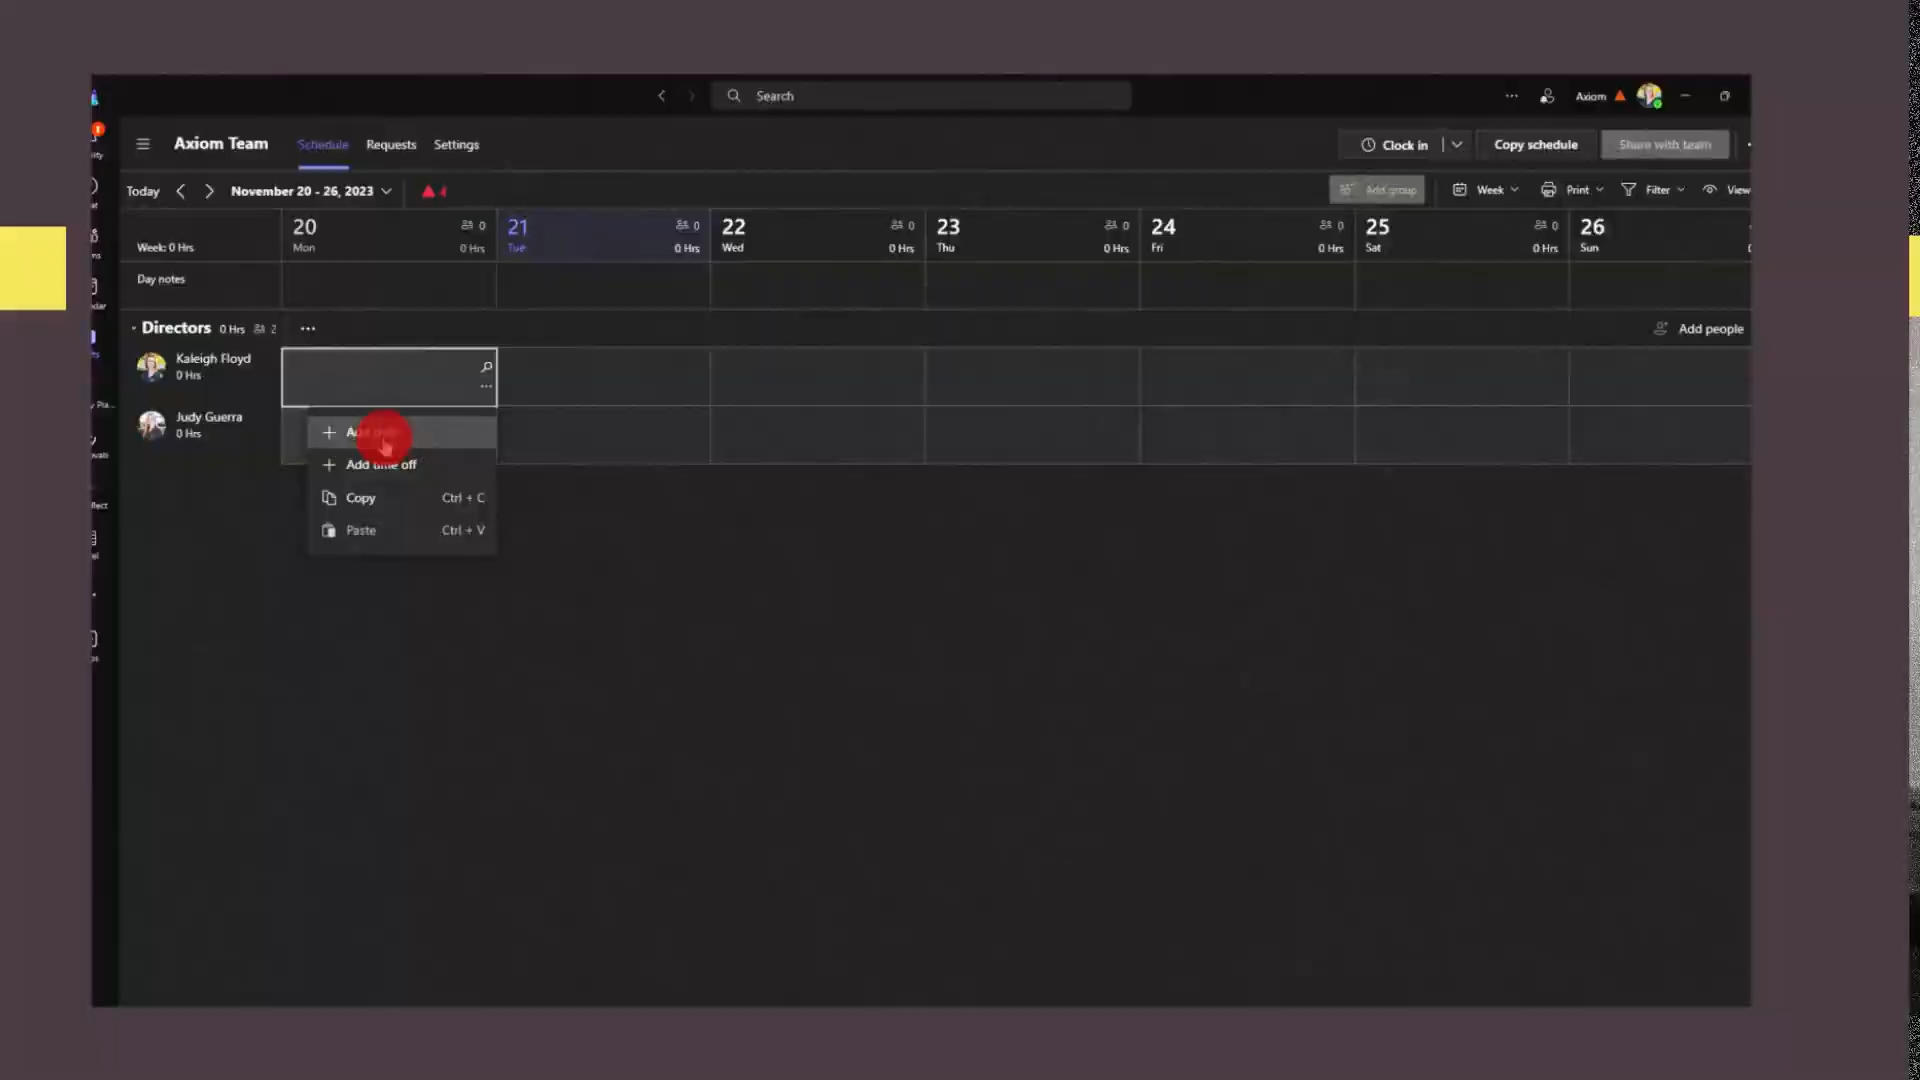 Search
Axiom
Axiom Team
Schedule
Requests
Settings
Clock in
Copy schedule
Share with team
Today
November 20 - 26, 2023
4
Add group
Week
Print
Filter
View
Week: 0 Hrs
20 0
Mon 0 Hrs
21 0
Tue 0 Hrs
22 0
Wed 0 Hrs
23 0
Thu 0 Hrs
24 0
Fri 0 Hrs
25 0
Sat 0 Hrs
26
Sun
Day notes
Directors 0 Hrs 2 ...
Add people
Kaleigh Floyd
0 Hrs
Judy Guerra
0 Hrs
Add time off
Copy Ctrl + C
Paste Ctrl + V